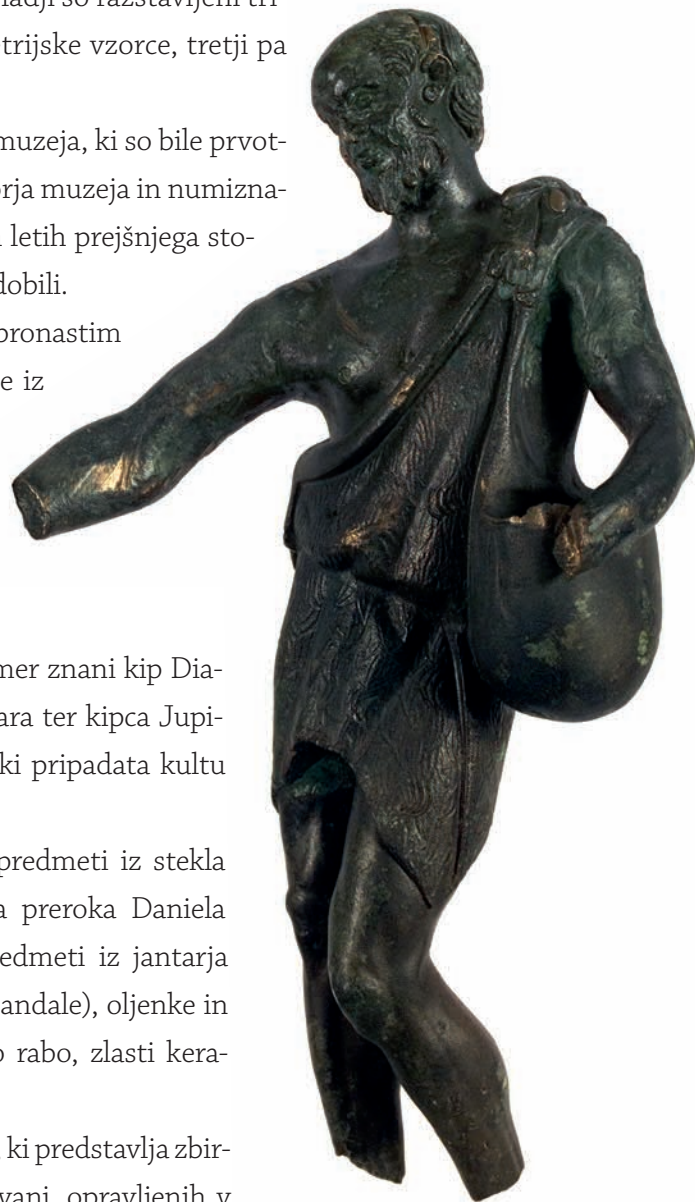 so razstavljeni tri-
trijske vzorce, tretji pa
muzeja, ki so bile prvot-
muzeja in numizma-
letih prejšnjega sto-
dobili.
bronastim
e iz
mer znani kip Dia-
ara ter kipca Jupi-
ki pripadata kultu
predmeti iz stekla
a preroka Daniela
edmeti iz jantarja
andale), oljenke in
o rabo, zlasti kera-
ki predstavlja zbir-
vanj, opravljenih v